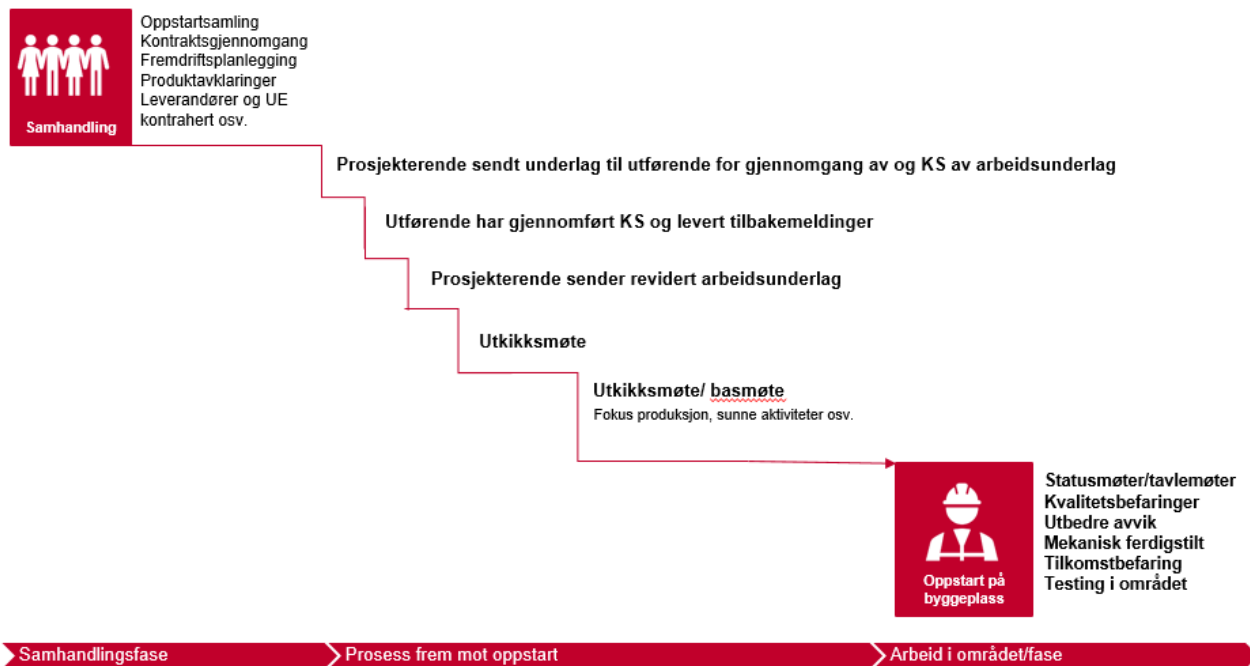 Oppstartsamling
Kontraktsgjennomgang
Fremdriftsplanlegging
Produktavklaringer
Leverandører og UE
kontrahert osv.
Samhandling
Prosjekterende sendt underlag til utførende for gjennomgang av og KS av arbeidsunderlag
Utførende har gjennomført KS og levert tilbakemeldinger
Prosjekterende sender revidert arbeidsunderlag
Utkikksmøte
Utkikksmøte/ basmøte
Fokus produksjon, sunne aktiviteter osv.
Oppstart på
byggeplass
Statusmøter/tavlemøter
Kvalitetsbefaringer
Utbedre avvik
Mekanisk ferdigstilt
Tilkomstbefaring
Testing i området
Samhandlingsfase
Prosess frem mot oppstart
Arbeid i området/fase